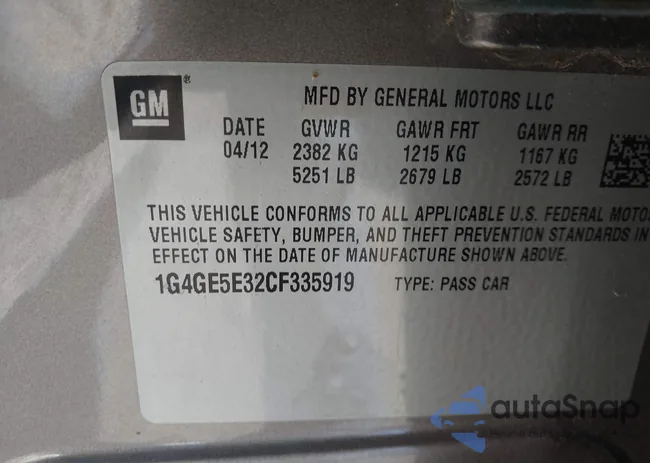 GM ®
MFD BY GENERAL MOTORS LLC
DATE GVWR GAWR FRT GAWR RR
04/12 2382 KG 1215 KG 1167 KG
5251 LB 2679 LB 2572 LB
THIS VEHICLE CONFORMS TO ALL APPLICABLE U.S. FEDERAL MOTO
VEHICLE SAFETY, BUMPER, AND THEFT PREVENTION STANDARDS IN
EFFECT ON THE DATE OF MANUFACTURE SHOWN ABOVE.
1G4GE5E32CF335919 TYPE: PASS CAR
autaSnap